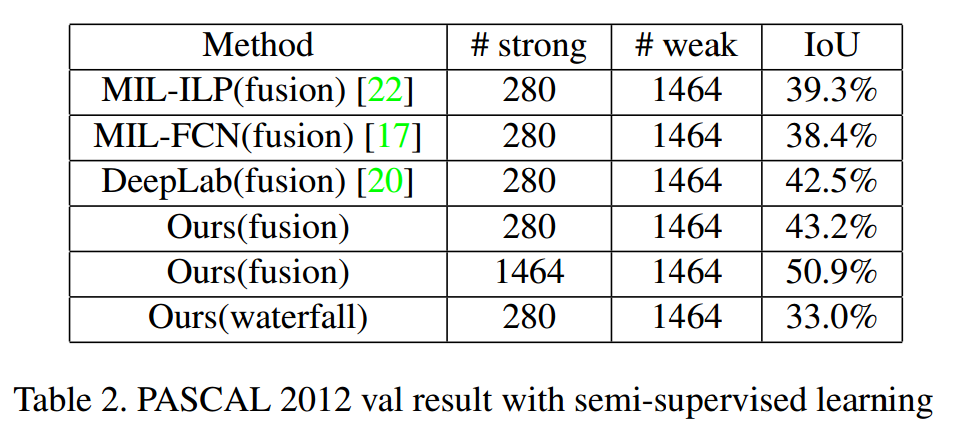 Method # strong # weak IoU
MIL-ILP(fusion) [22] 280 1464 39.3%
MIL-FCN(fusion) [17] 280 1464 38.4%
DeepLab(fusion) [20] 280 1464 42.5%
Ours(fusion) 280 1464 43.2%
Ours(fusion) 1464 1464 50.9%
Ours(waterfall) 280 1464 33.0%
Table 2. PASCAL 2012 val result with semi-supervised learning